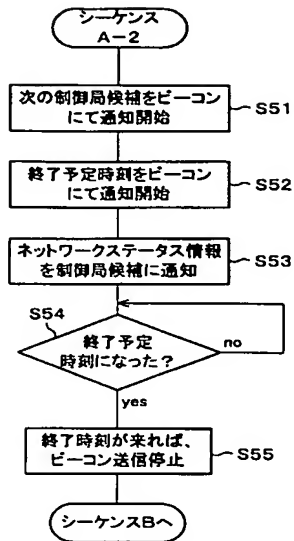 シーケンス
A-2
次の制御局候補をビーコン
にて通知開始
S51
終了予定時刻をビーコン
にて通知開始
S52
ネットワークステータス情報
を制御局候補に通知
S53
S54
終了予定
時刻になった?
no
yes
終了時刻が来れば、
ビーコン送信停止
S55
シーケンスBへ